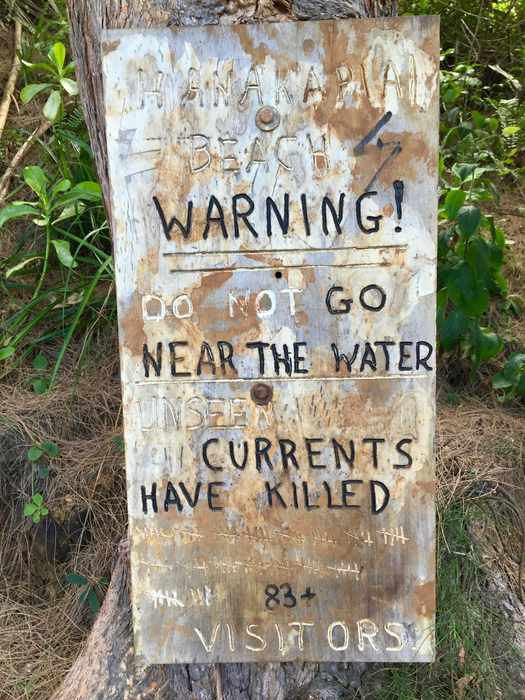 HANAKAPIAI
BEACH
WARNING!
DO NOT GO
NEAR THE WATER
UNSEEN
CURRENTS
HAVE KILLED
83+
VISITORS.